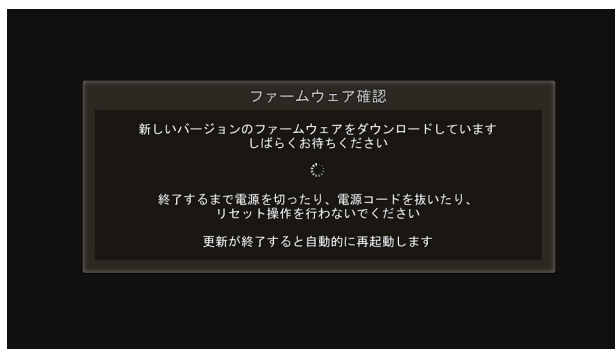 ファームウェア確認
新しいバージョンのファームウェアをダウンロードしています
しばらくお待ちください
終了するまで電源を切ったり、電源コードを抜いたり、
リセット操作を行わないでください
更新が終了すると自動的に再起動します